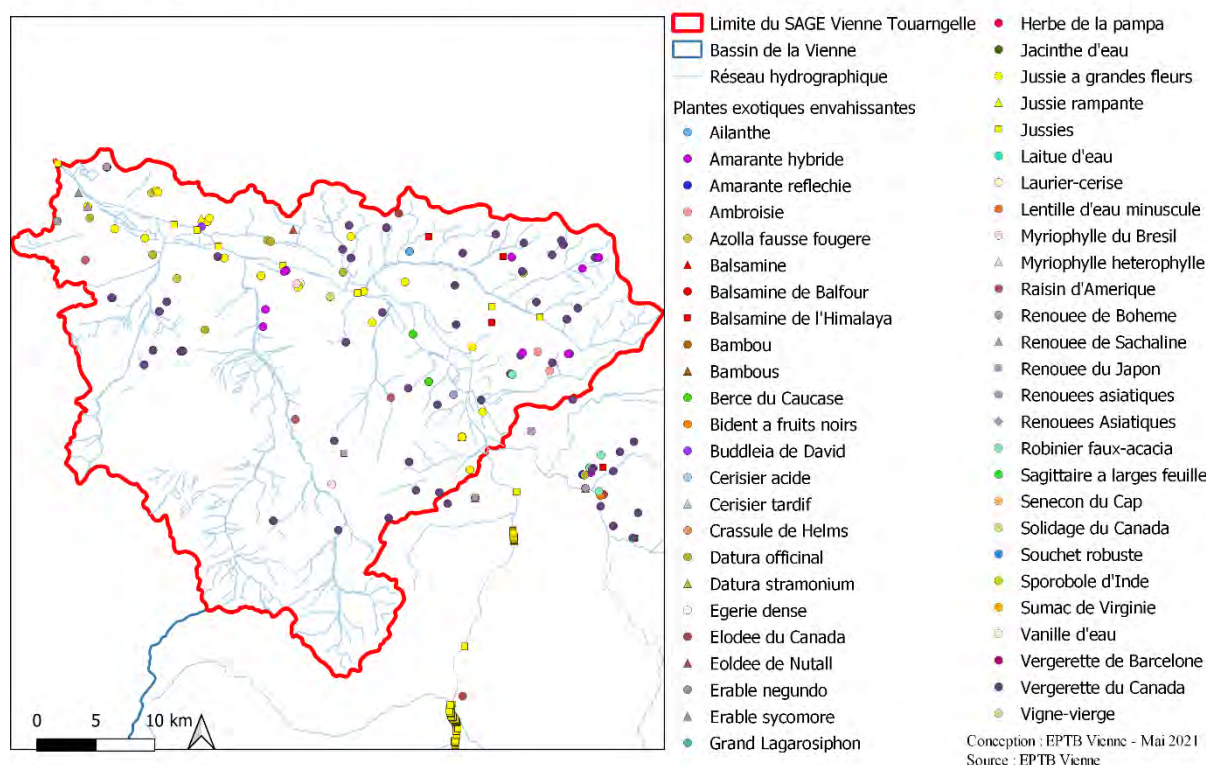 Limite du SAGE Vienne Touarngelle
Bassin de la Vienne
Réseau hydrographique
Plantes exotiques envahissantes
Ailanthe
Amarante hybride
Amarante reflechie
Ambroisie
Azolla fausse fougere
Balsamine
Balsamine de Balfour
Balsamine de l'Himalaya
Bambou
Bambous
Berce du Caucase
Bident a fruits noirs
Buddleia de David
Cerisier acide
Cerisier tardif
Crassule de Helms
Datura officinal
Datura stramonium
Egerie dense
Elodee du Canada
Eoldee de Nutall
Erable negundo
Erable sycomore
Grand Lagarosiphon
Herbe de la pampa
Jacinthe d'eau
Jussie a grandes fleurs
Jussie rampante
Jussies
Laitue d'eau
Laurier-cerise
Lentille d'eau minuscule
Myriophylle du Bresil
Myriophylle heterophylle
Raisin d'Amerique
Renouee de Boheme
Renouee de Sachaline
Renouee du Japon
Renouees asiatiques
Renouees Asiatiques
Robinier faux-acacia
Sagittaire a larges feuille
Senecon du Cap
Solidage du Canada
Souchet robuste
Sporobole d'Inde
Sumac de Virginie
Vanille d'eau
Vergerette de Barcelone
Vergerette du Canada
Vigne-vierge
0 5 10 km
Conception : EPTB Vienne - Mai 2021
Source : EPTB Vienne